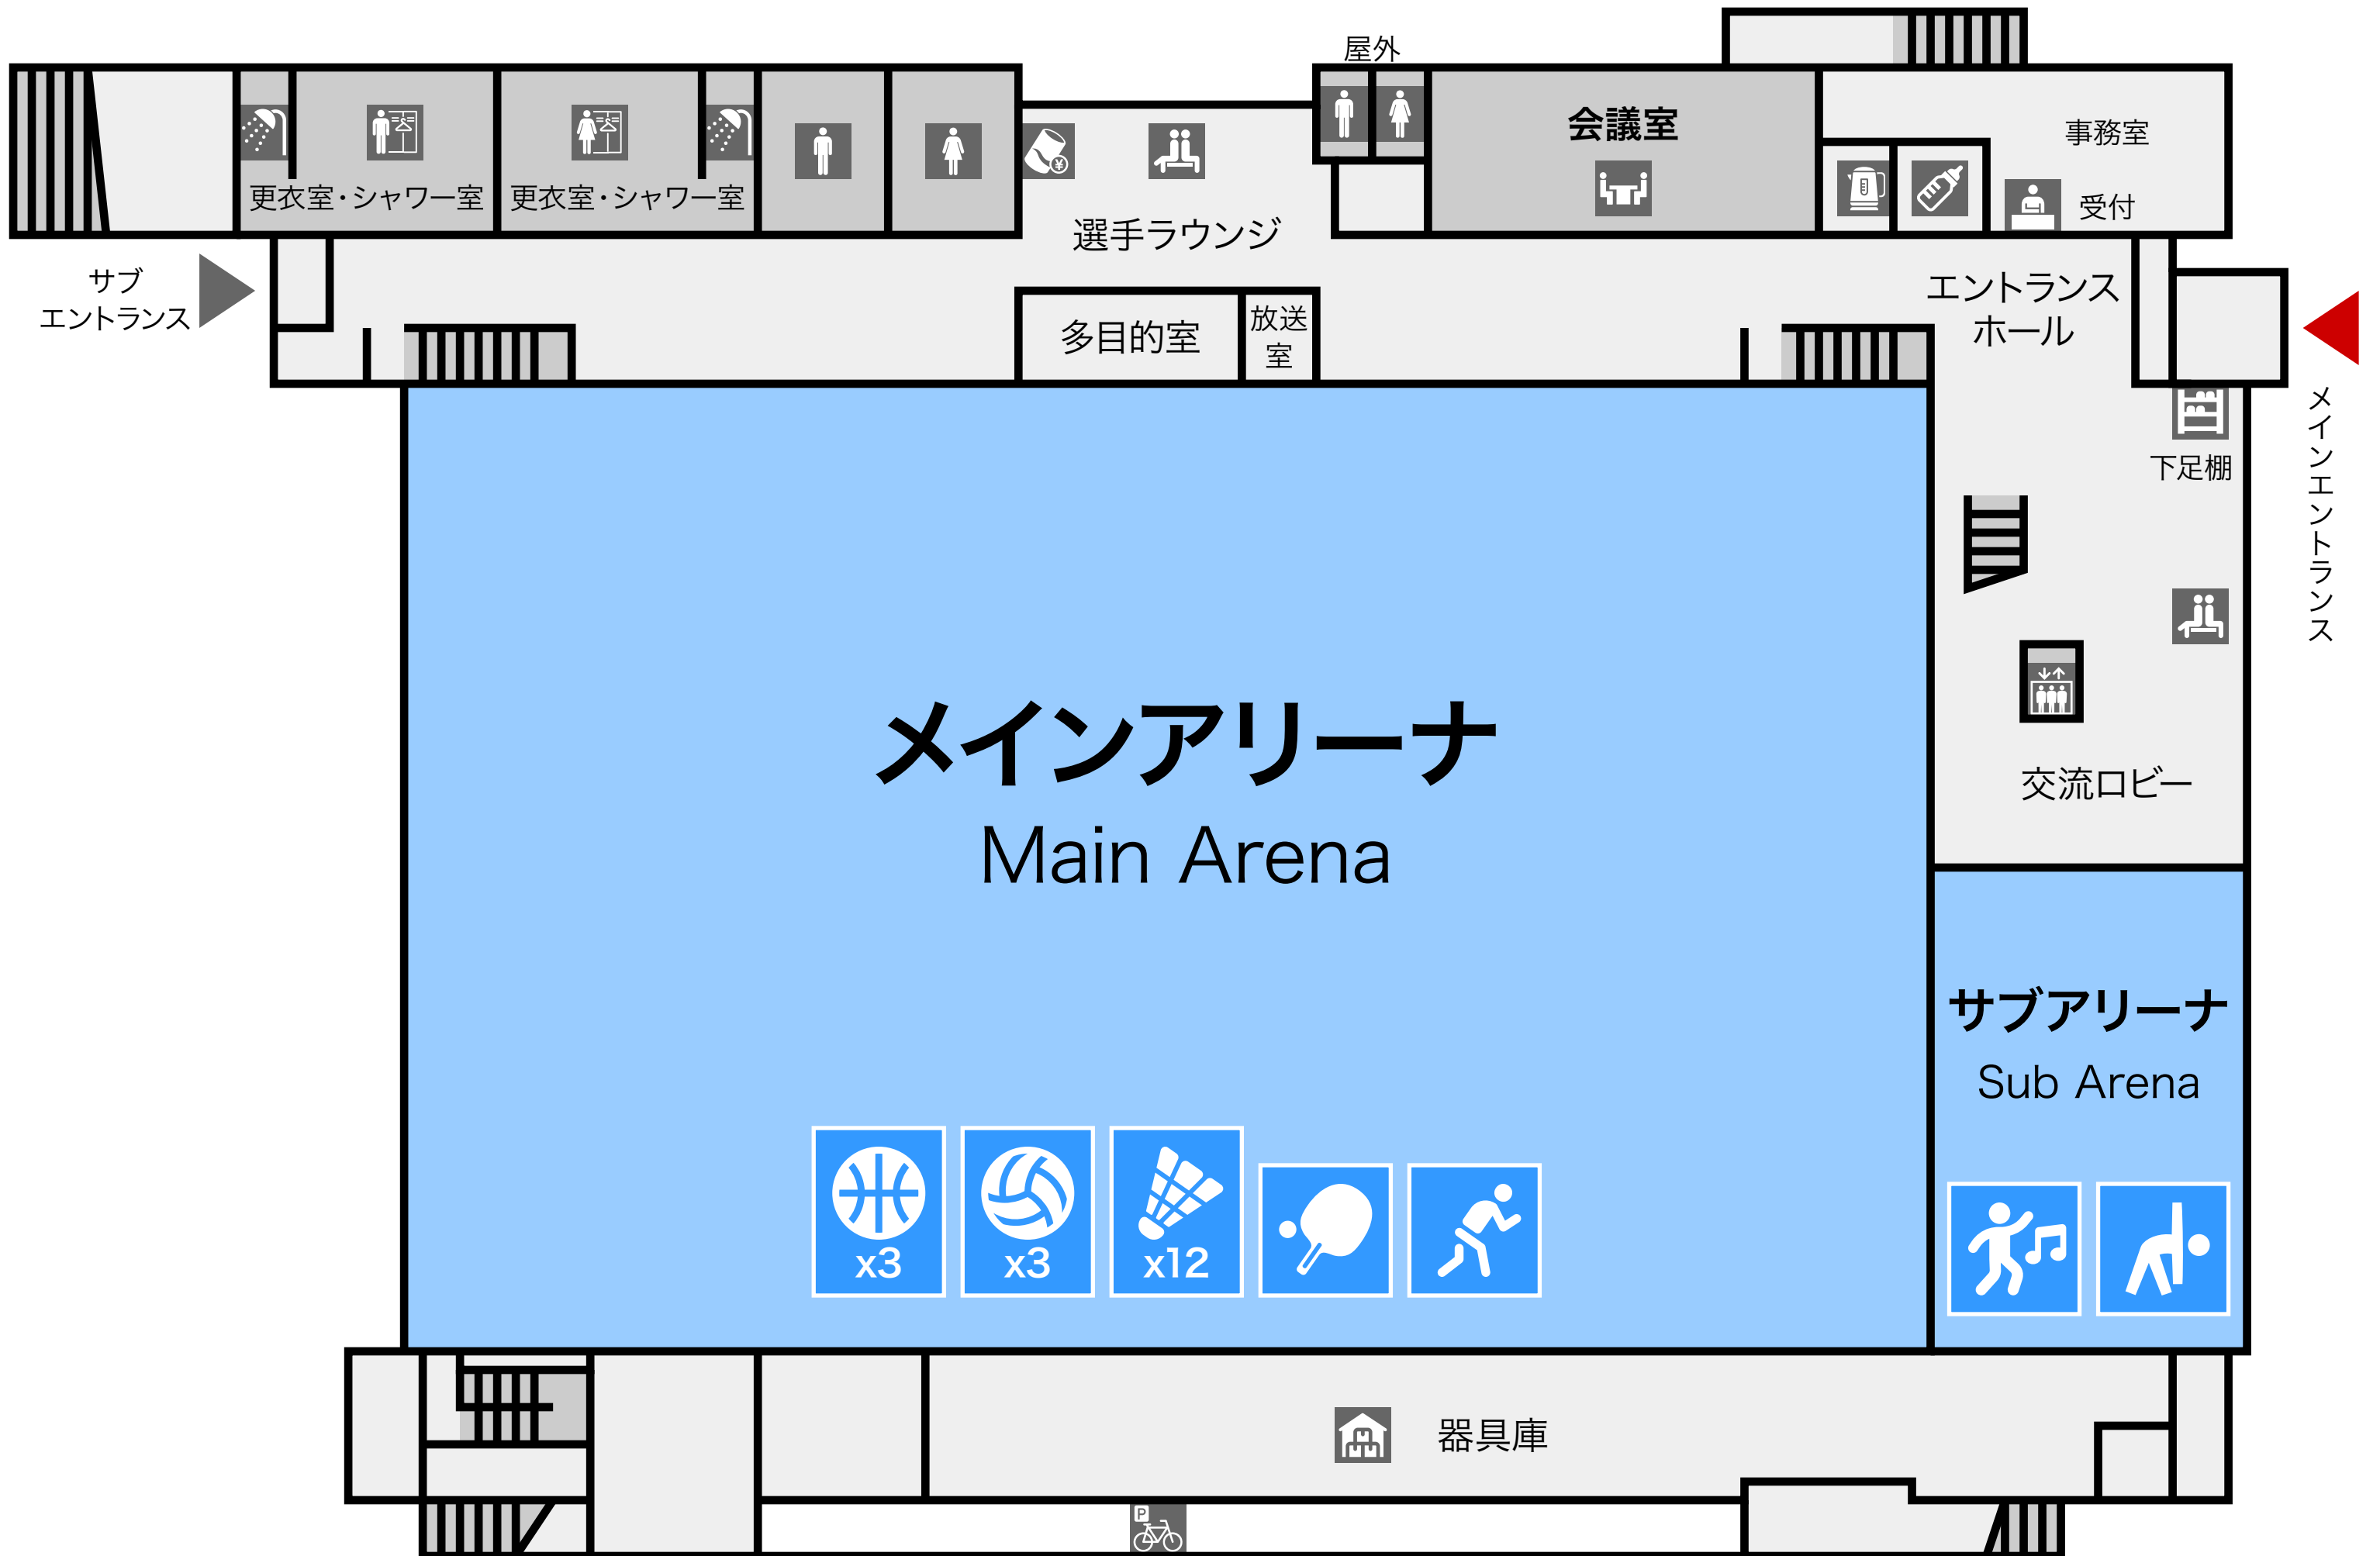 屋外
会議室
事務室
受付
更衣室・シャワー室
更衣室・シャワー室
選手ラウンジ
¥
サブ
エントランス
エントランス
ホール
多目的室
放送
室
メインエントランス
下足棚
メインアリーナ
Main Arena
交流ロビー
サブアリーナ
Sub Arena
x3
x3
x12
器具庫
P